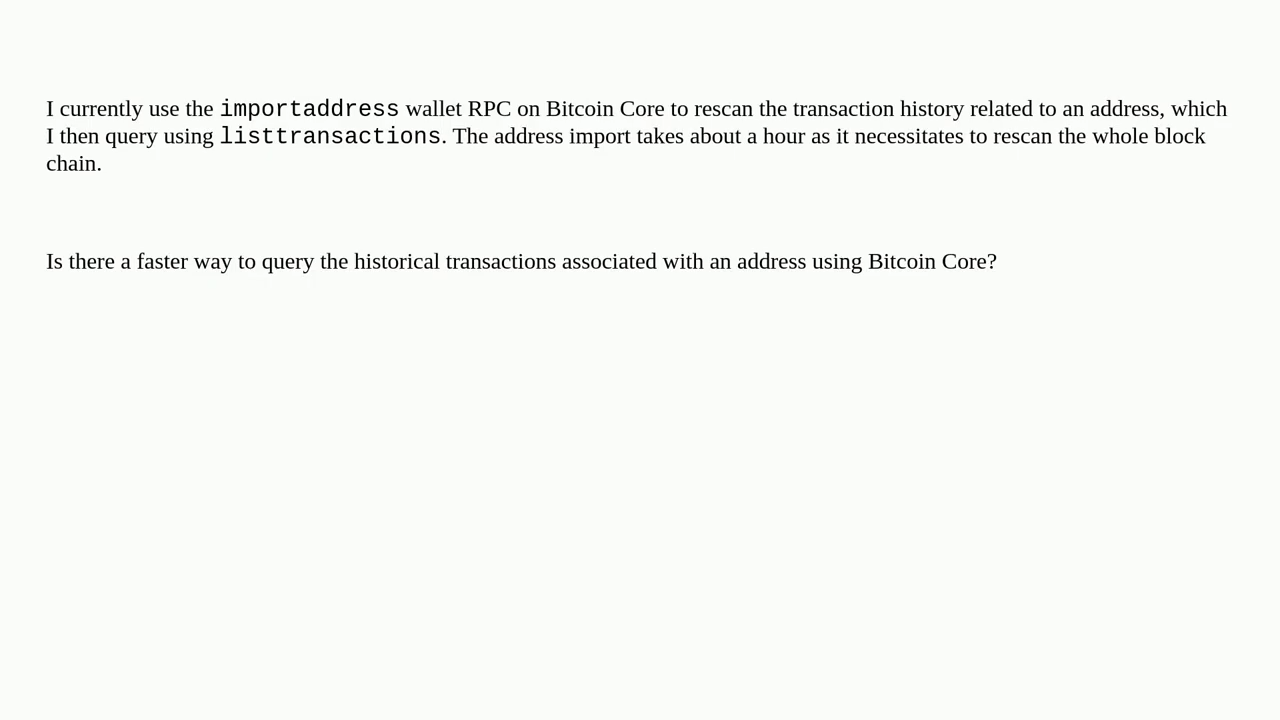 I currently use the importaddress wallet RPC on Bitcoin Core to rescan the transaction history related to an address, which
I then query using listtransactions. The address import takes about a hour as it necessitates to rescan the whole block
chain.
Is there a faster way to query the historical transactions associated with an address using Bitcoin Core?